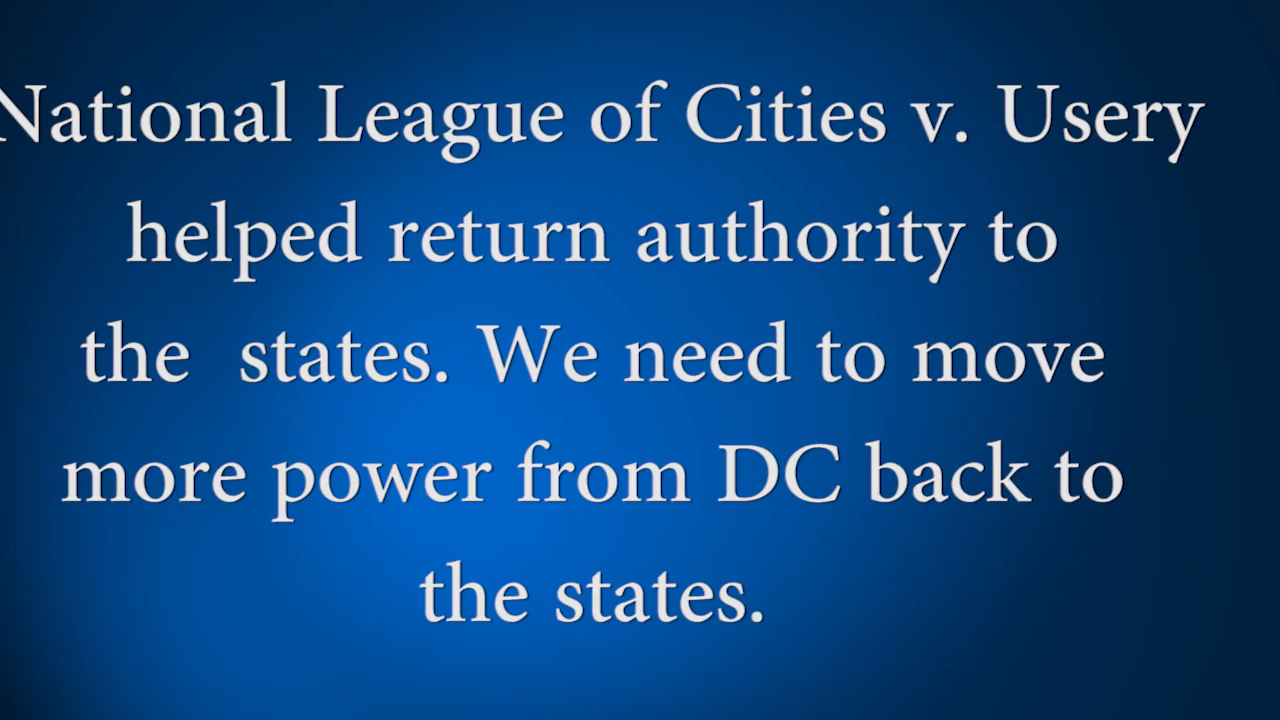 National League of Cities v. Usery
helped return authority to
the  states. We need to move
more power from DC back to
the states.